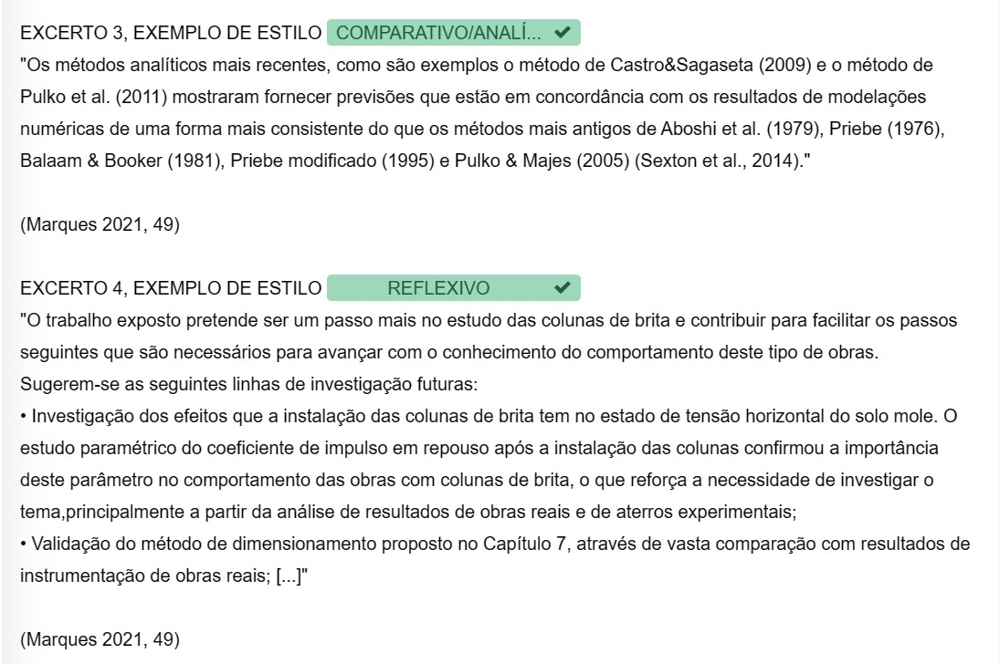 EXCERTO 3, EXEMPLO DE ESTILO COMPARATIVO/ANALÍ... ✔
"Os métodos analíticos mais recentes, como são exemplos o método de Castro&Sagaseta (2009) e o método de
Pulko et al. (2011) mostraram fornecer previsões que estão em concordância com os resultados de modelações
numéricas de uma forma mais consistente do que os métodos mais antigos de Aboshi et al. (1979), Priebe (1976),
Balaam & Booker (1981), Priebe modificado (1995) e Pulko & Majes (2005) (Sexton et al., 2014)."
(Marques 2021, 49)
EXCERTO 4, EXEMPLO DE ESTILO REFLEXIVO ✔
"O trabalho exposto pretende ser um passo mais no estudo das colunas de brita e contribuir para facilitar os passos
seguintes que são necessários para avançar com o conhecimento do comportamento deste tipo de obras.
Sugerem-se as seguintes linhas de investigação futuras:
• Investigação dos efeitos que a instalação das colunas de brita tem no estado de tensão horizontal do solo mole. O
estudo paramétrico do coeficiente de impulso em repouso após a instalação das colunas confirmou a importância
deste parâmetro no comportamento das obras com colunas de brita, o que reforça a necessidade de investigar o
tema,principalmente a partir da análise de resultados de obras reais e de aterros experimentais;
• Validação do método de dimensionamento proposto no Capítulo 7, através de vasta comparação com resultados de
instrumentação de obras reais; [...]"
(Marques 2021, 49)